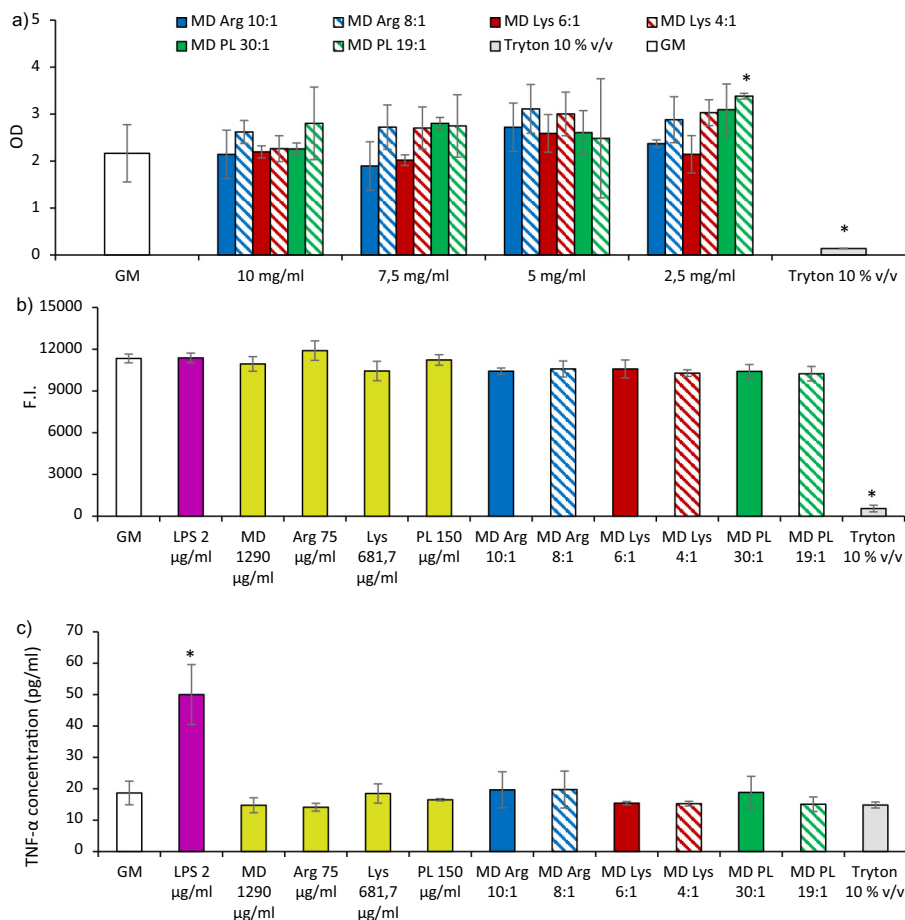 a)
MD Arg 10:1 MD Arg 8:1 MD Lys 6:1 MD Lys 4:1
MD PL 30:1 MD PL 19:1 Tryton 10 % v/v GM
5
4
3
2
1
0
OD
*
*
GM 10 mg/ml 7,5 mg/ml 5 mg/ml 2,5 mg/ml Tryton 10 % v/v
b)
15000
12000
9000
6000
3000
0
F.I.
*
GM LPS 2 MD Arg 75 Lys PL 150 MD Arg MD Arg MD Lys MD Lys MD PL MD PL Tryton
µg/ml 1290 µg/ml 681,7 µg/ml 10:1 8:1 6:1 4:1 30:1 19:1 10 % v/v
µg/ml µg/ml
c)
70
60
50
40
30
20
10
0
TNF-α concentration (pg/ml)
*
GM LPS 2 MD Arg 75 Lys PL 150 MD Arg MD Arg MD Lys MD Lys MD PL MD PL Tryton
µg/ml 1290 µg/ml 681,7 µg/ml 10:1 8:1 6:1 4:1 30:1 19:1 10 % v/v
µg/ml µg/ml